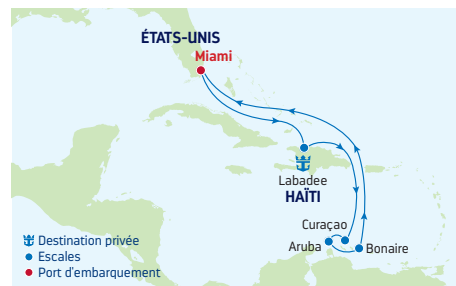 ÉTATS-UNIS
Miami
Labadee
HAÏTI
Curaçao
Aruba
Bonaire
Destination privée
Escales
Port d'embarquement